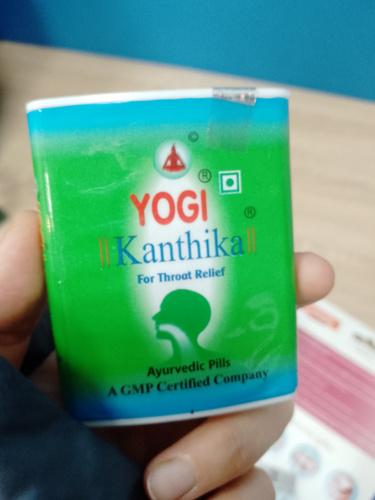 ©
YOGI ®
Kanthika ®
For Throat Relief
Ayurvedic Pills
A GMP Certified Company